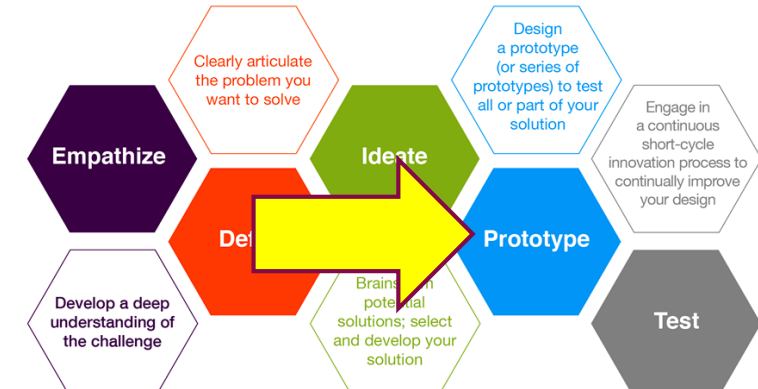 Empathize
Develop a deep
understanding of
the challenge
Clearly articulate
the problem you
want to solve
Ideate
potential
solutions; select
and develop your
solution
Design
a prototype
(or series of
prototypes) to test
all or part of your
solution
Prototype
Engage in
a continuous
short-cycle
innovation process to
continually improve
your design
Test